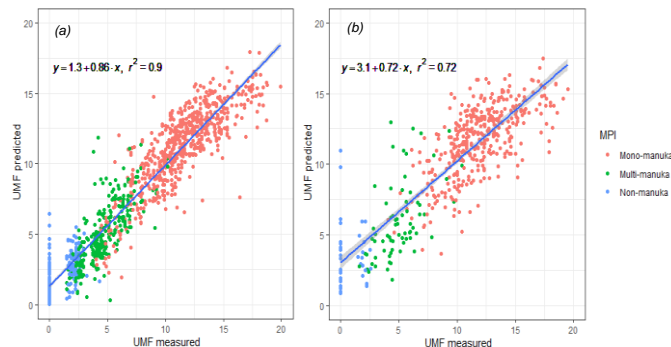 (a)
y = 1.3 + 0.86 · x, r² = 0.9
20
15
10
5
0
UMF predicted
0 5 10 15 20
UMF measured
(b)
y = 3.1 + 0.72 · x, r² = 0.72
20
15
10
5
0
UMF predicted
0 5 10 15 20
UMF measured
MPI
Mono-manuka
Multi-manuka
Non-manuka